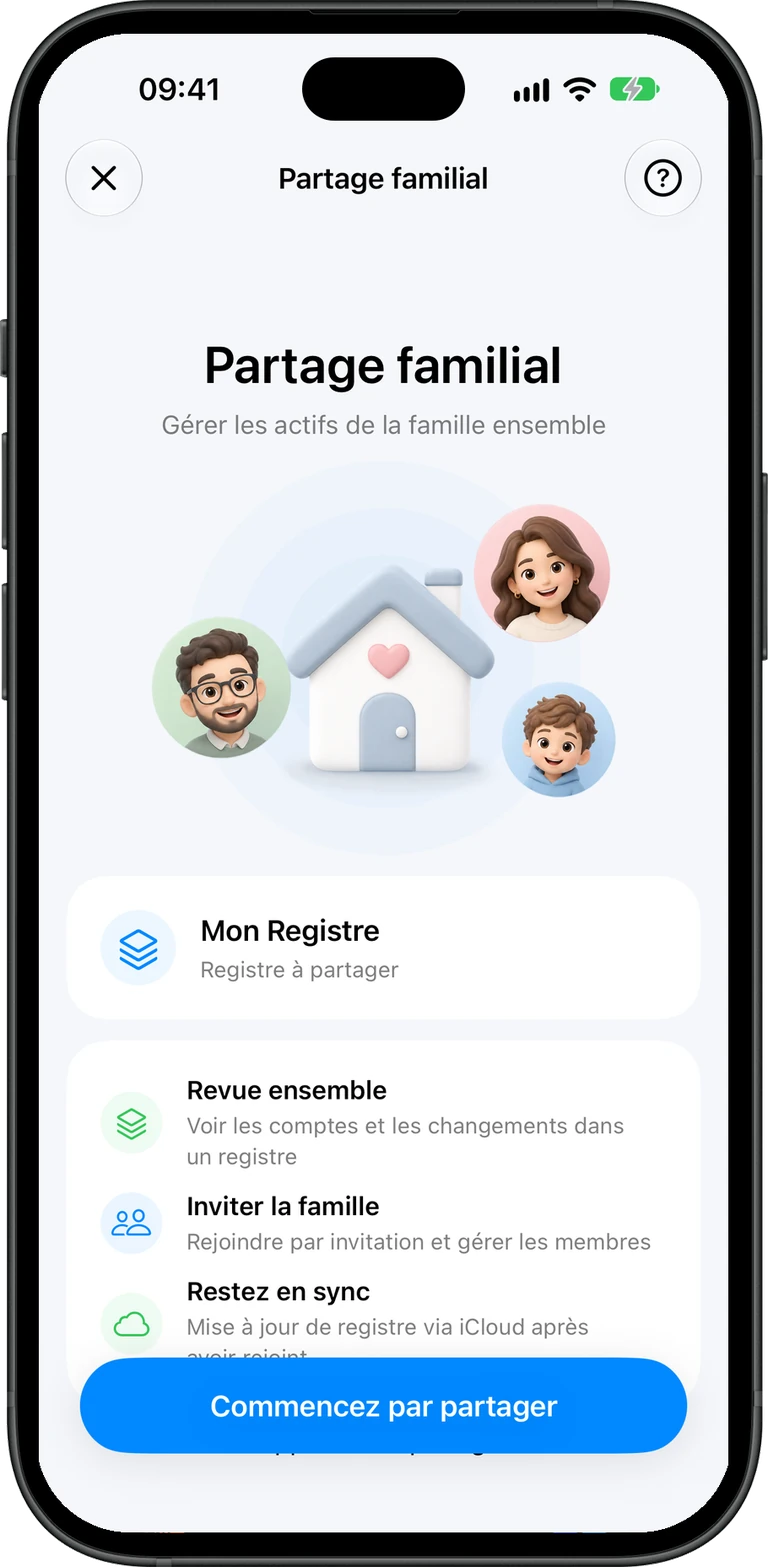 09:41
Partage familial
Partage familial
Gérer les actifs de la famille ensemble
Mon Registre
Registre à partager
Revue ensemble
Voir les comptes et les changements dans
un registre
Inviter la famille
Rejoindre par invitation et gérer les membres
Restez en sync
Mise à jour de registre via iCloud après
avoir rejoint
Commencez par partager